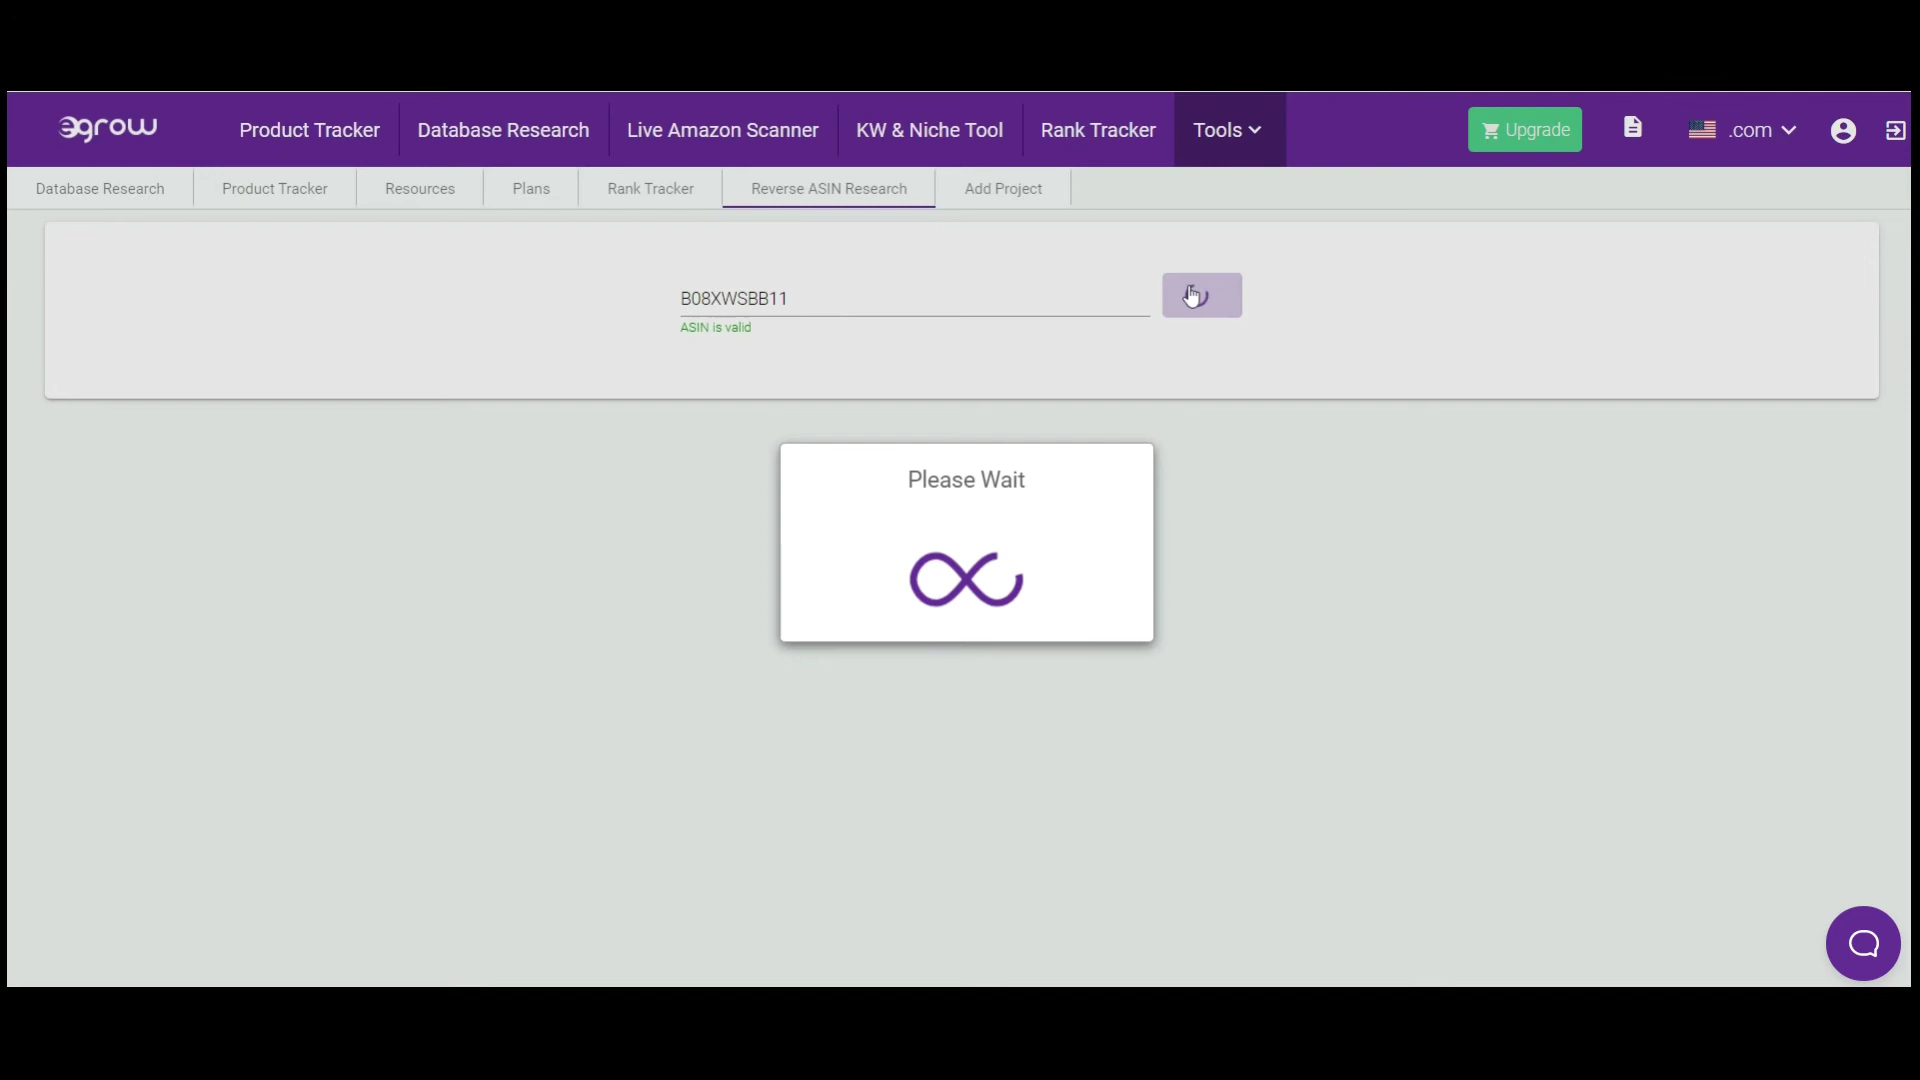 egrow
Product Tracker
Database Research
Live Amazon Scanner
KW & Niche Tool
Rank Tracker
Tools
Upgrade
.com
Database Research
Product Tracker
Resources
Plans
Rank Tracker
Reverse ASIN Research
Add Project
B08XWSBB11
ASIN is valid
Please Wait